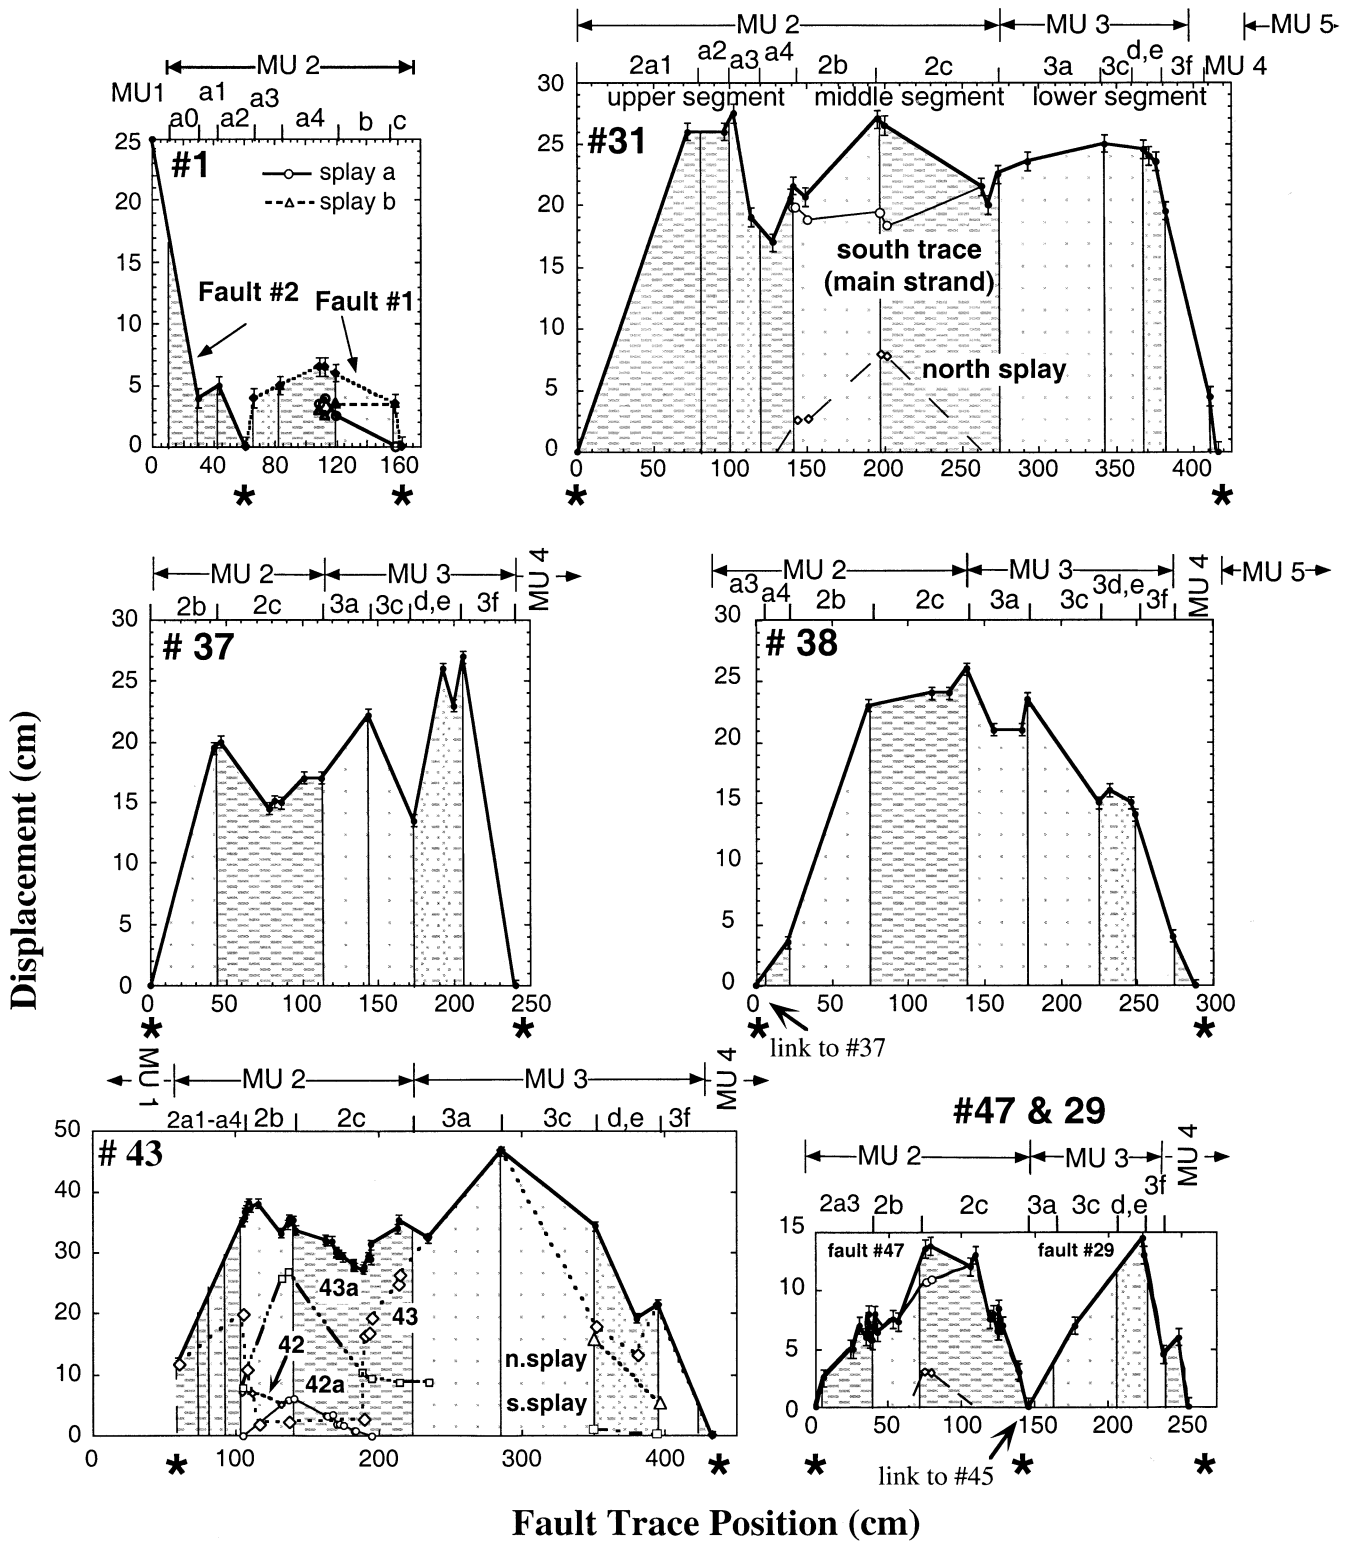 MU 2
MU1 a0 a1 a2 a3 a4 b c
#1
splay a
splay b
Fault #2
Fault #1
25
20
15
10
5
0
0 40 80 120 160
* *
MU 2 MU 3 MU 5
2a1 a2 a3 a4 2b 2c 3a 3c d,e 3f MU 4
upper segment middle segment lower segment
#31
south trace
(main strand)
north splay
30
25
20
15
10
5
0
0 50 100 150 200 250 300 350 400
* *
MU 2 MU 3 MU 4
2b 2c 3a 3c d,e 3f
# 37
30
25
20
15
10
5
0
0 50 100 150 200 250
* *
MU 2 MU 3 MU 4 MU 5
a3 a4 2b 2c 3a 3c 3d,e 3f
# 38
30
25
20
15
10
5
0
0 50 100 150 200 250 300
* *
link to #37
Displacement (cm)
MU 1 MU 2 MU 3 MU 4
2a1-a4 2b 2c 3a 3c d,e 3f
# 43
43a
43
42
42a
n.splay
s.splay
50
40
30
20
10
0
0 100 200 300 400
* *
#47 & 29
MU 2 MU 3 MU 4
2a3 2b 2c 3a 3c d,e 3f
fault #47 fault #29
15
10
5
0
0 50 100 150 200 250
* * *
link to #45
Fault Trace Position (cm)